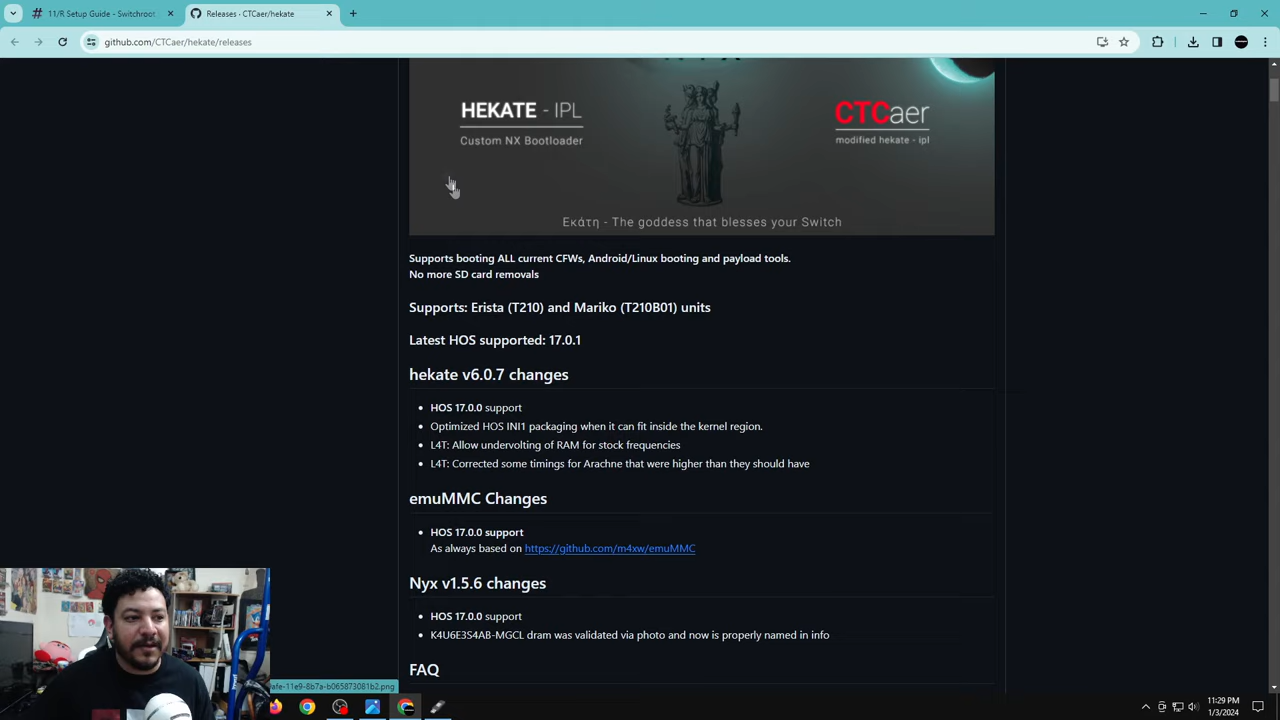 11/R Setup Guide - Switchroot
Releases · CTCaer/hekate
github.com/CTCaer/hekate/releases
HEKATE - IPL
Custom NX Bootloader
CTCaer
modified hekate - ipl
Εκάτη - The goddess that blesses your Switch
Supports booting ALL current CFWs, Android/Linux booting and payload tools.
No more SD card removals
Supports: Erista (T210) and Mariko (T210B01) units
Latest HOS supported: 17.0.1
hekate v6.0.7 changes
HOS 17.0.0 support
Optimized HOS INI1 packaging when it can fit inside the kernel region.
L4T: Allow undervolting of RAM for stock frequencies
L4T: Corrected some timings for Arachne that were higher than they should have
emuMMC Changes
HOS 17.0.0 support
As always based on https://github.com/m4xw/emuMMC
Nyx v1.5.6 changes
HOS 17.0.0 support
K4U6E3S4AB-MGCL dram was validated via photo and now is properly named in info
FAQ
afe-11e9-8b7a-b065873081b2.png
11:29 PM
1/3/2024